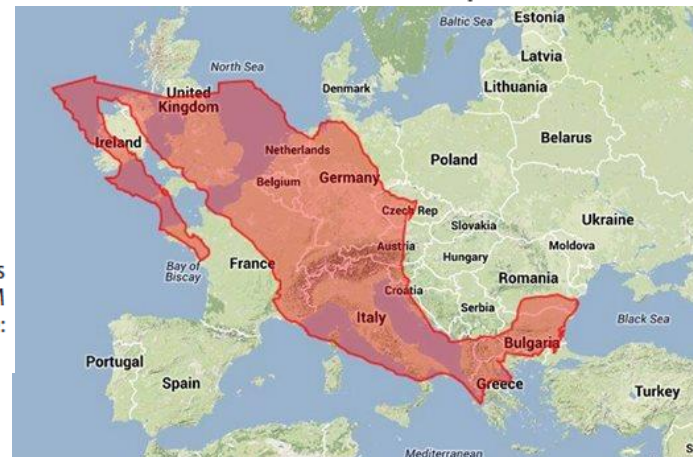 Baltic Sea
Estonia
Latvia
Lithuania
North Sea
Denmark
United
Kingdom
Belarus
Ireland
Netherlands
Poland
Belgium
Germany
Czech Rep
Ukraine
Slovakia
Moldova
Austria
Hungary
Bay of
Biscay
France
Croatia
Romania
Serbia
Italy
Black Sea
Bulgaria
Portugal
Spain
Greece
Turkey
Mediterranean